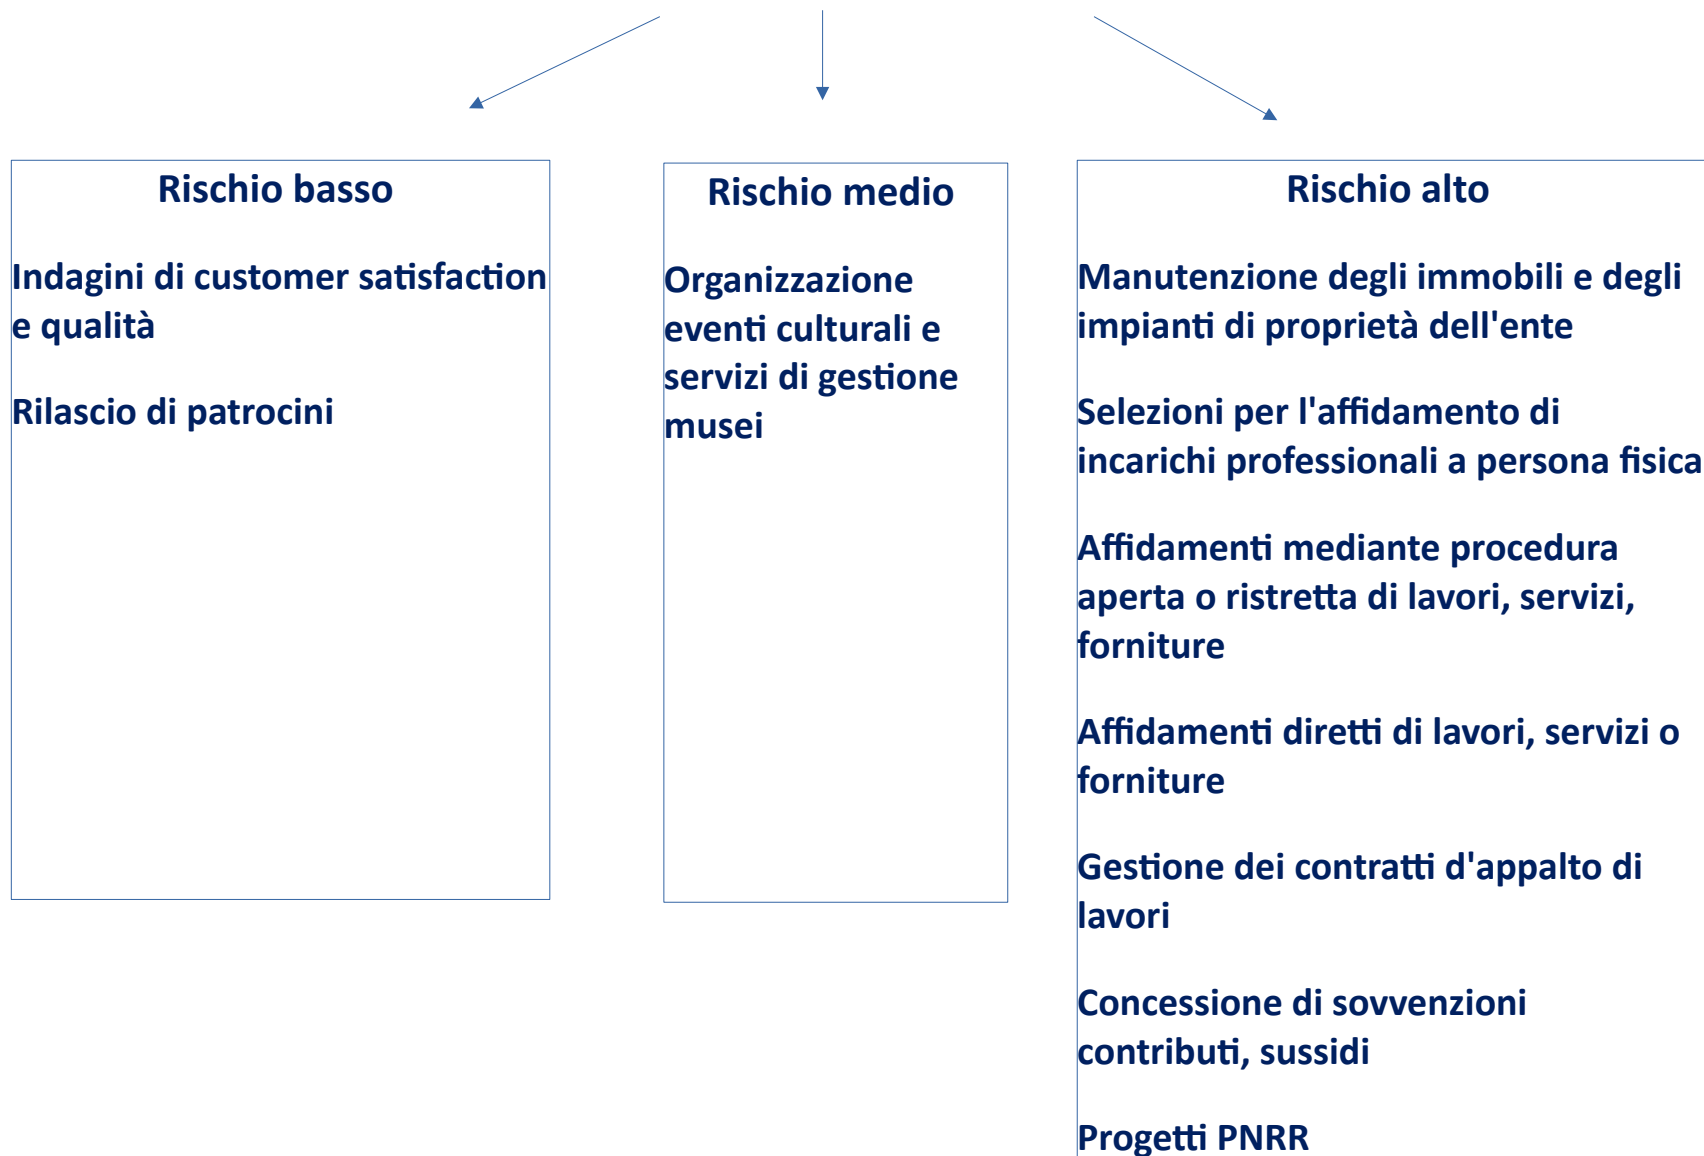 Rischio basso
Indagini di customer satisfaction
e qualità
Rilascio di patrocini
Rischio medio
Organizzazione
eventi culturali e
servizi di gestione
musei
Rischio alto
Manutenzione degli immobili e degli
impianti di proprietà dell'ente
Selezioni per l'affidamento di
incarichi professionali a persona fisica
Affidamenti mediante procedura
aperta o ristretta di lavori, servizi,
forniture
Affidamenti diretti di lavori, servizi o
forniture
Gestione dei contratti d'appalto di
lavori
Concessione di sovvenzioni
contributi, sussidi
Progetti PNRR